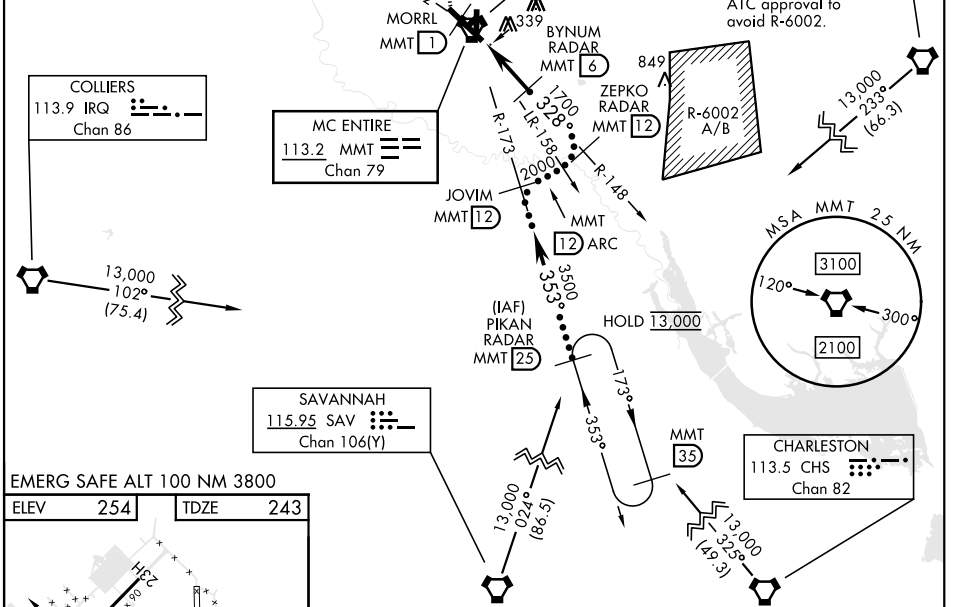 ATC approval to
avoid R-6002.
MORRL
MMT 1
339
BYNUM
RADAR
MMT 6
849
ZEPKO
RADAR
MMT 12
R-6002
A/B
13,000
233°
(66.3)
COLLIERS
113.9 IRQ
Chan 86
MC ENTIRE
113.2 MMT
Chan 79
R-173
LR-158
1700
328°
2000
R-148
JOVIM
MMT 12
MMT
12 ARC
MSA MMT 25 NM
3100
120°
300°
2100
13,000
102°
(75.4)
3500
353°
(IAF)
PIKAN
RADAR
MMT 25
HOLD 13,000
173°
353°
SAVANNAH
115.95 SAV
Chan 106(Y)
MMT
35
CHARLESTON
113.5 CHS
Chan 82
13,000
024°
(86.5)
13,000
325°
(49.3)
EMERG SAFE ALT 100 NM 3800
ELEV 254
TDZE 243
23H